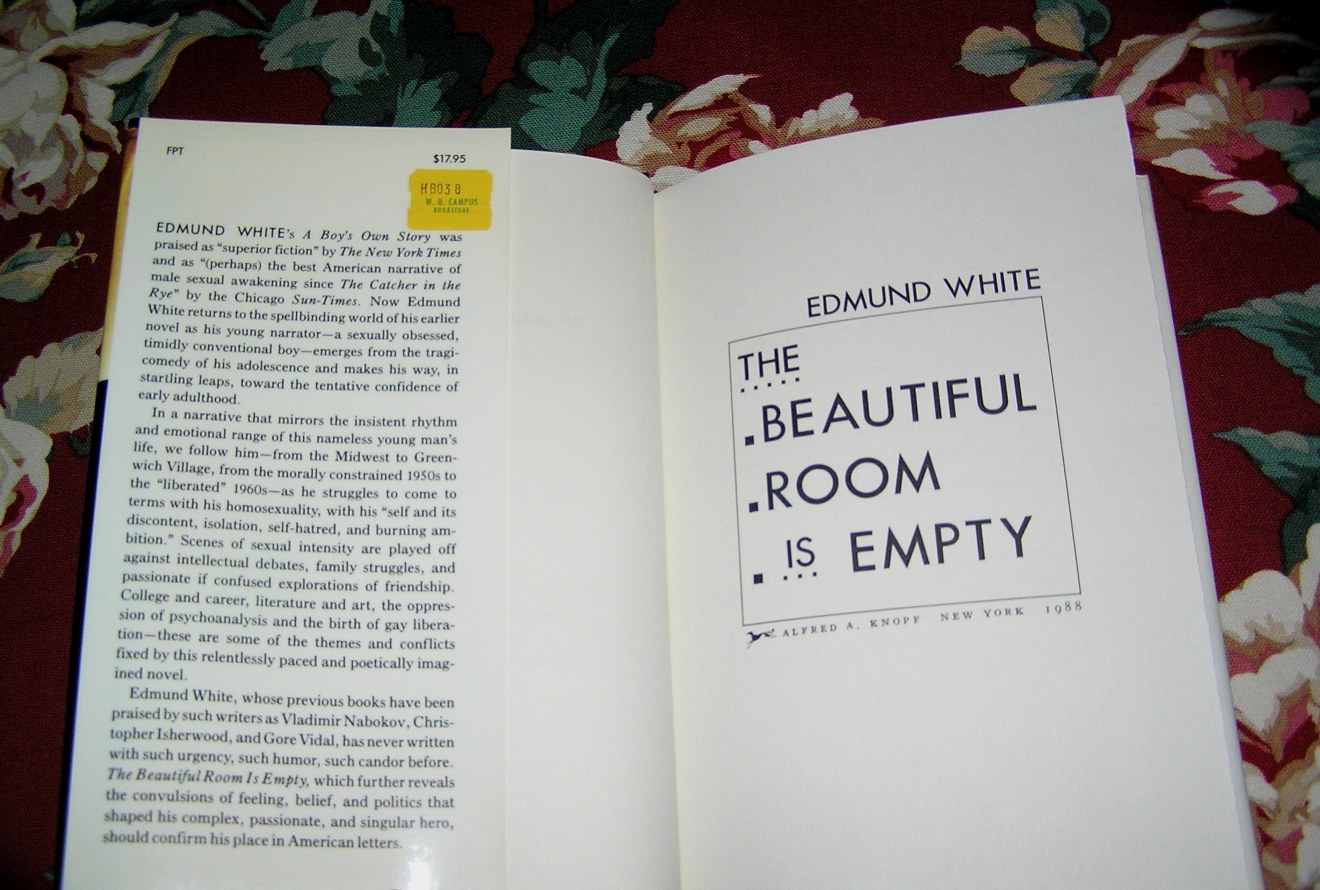 FPT
$17.95
H803 8
W. U. CAMPUS
BOOKSTORE
EDMUND WHITE's A Boy's Own Story was
praised as “superior fiction” by The New York Times
and as “(perhaps) the best American narrative of
male sexual awakening since The Catcher in the
Rye” by the Chicago Sun-Times. Now Edmund
White returns to the spellbinding world of his earlier
novel as his young narrator—a sexually obsessed,
timidly conventional boy—emerges from the tragi-
comedy of his adolescence and makes his way, in
startling leaps, toward the tentative confidence of
early adulthood.
In a narrative that mirrors the insistent rhythm
and emotional range of this nameless young man's
life, we follow him—from the Midwest to Green-
wich Village, from the morally constrained 1950s to
the “liberated” 1960s—as he struggles to come to
terms with his homosexuality, with his “self and its
discontent, isolation, self-hatred, and burning am-
bition.” Scenes of sexual intensity are played off
against intellectual debates, family struggles, and
passionate if confused explorations of friendship.
College and career, literature and art, the oppres-
sion of psychoanalysis and the birth of gay libera-
tion—these are some of the themes and conflicts
fixed by this relentlessly paced and poetically imag-
ined novel.
Edmund White, whose previous books have been
praised by such writers as Vladimir Nabokov, Chris-
topher Isherwood, and Gore Vidal, has never written
with such urgency, such humor, such candor before.
The Beautiful Room Is Empty, which further reveals
the convulsions of feeling, belief, and politics that
shaped his complex, passionate, and singular hero,
should confirm his place in American letters.
EDMUND WHITE
THE
BEAUTIFUL
ROOM
IS EMPTY
ALFRED A. KNOPF NEW YORK 1988